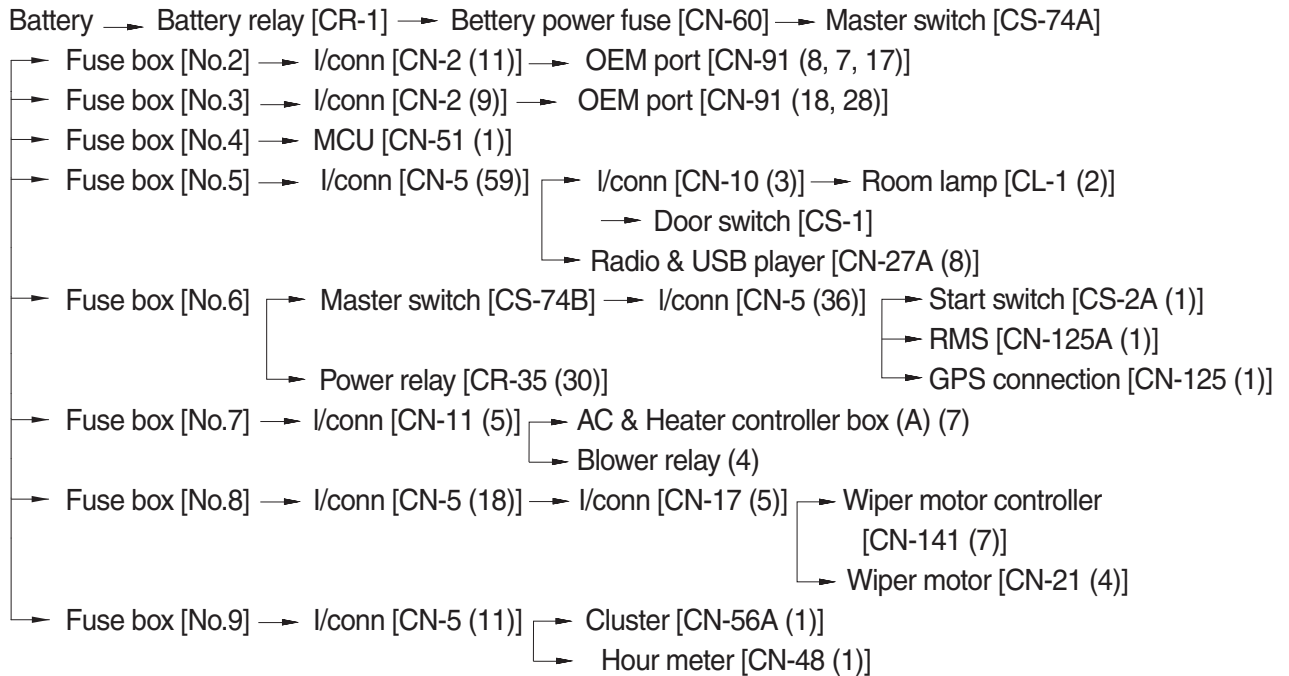 Battery → Battery relay [CR-1] → Bettery power fuse [CN-60] → Master switch [CS-74A]
→ Fuse box [No.2] → I/conn [CN-2 (11)] → OEM port [CN-91 (8, 7, 17)]
→ Fuse box [No.3] → I/conn [CN-2 (9)] → OEM port [CN-91 (18, 28)]
→ Fuse box [No.4] → MCU [CN-51 (1)]
→ Fuse box [No.5] → I/conn [CN-5 (59)] → I/conn [CN-10 (3)] → Room lamp [CL-1 (2)]
→ Door switch [CS-1]
→ Radio & USB player [CN-27A (8)]
→ Fuse box [No.6] → Master switch [CS-74B] → I/conn [CN-5 (36)] → Start switch [CS-2A (1)]
→ RMS [CN-125A (1)]
→ Power relay [CR-35 (30)] → GPS connection [CN-125 (1)]
→ Fuse box [No.7] → I/conn [CN-11 (5)] → AC & Heater controller box (A) (7)
→ Blower relay (4)
→ Fuse box [No.8] → I/conn [CN-5 (18)] → I/conn [CN-17 (5)] → Wiper motor controller
[CN-141 (7)]
→ Wiper motor [CN-21 (4)]
→ Fuse box [No.9] → I/conn [CN-5 (11)] → Cluster [CN-56A (1)]
→ Hour meter [CN-48 (1)]